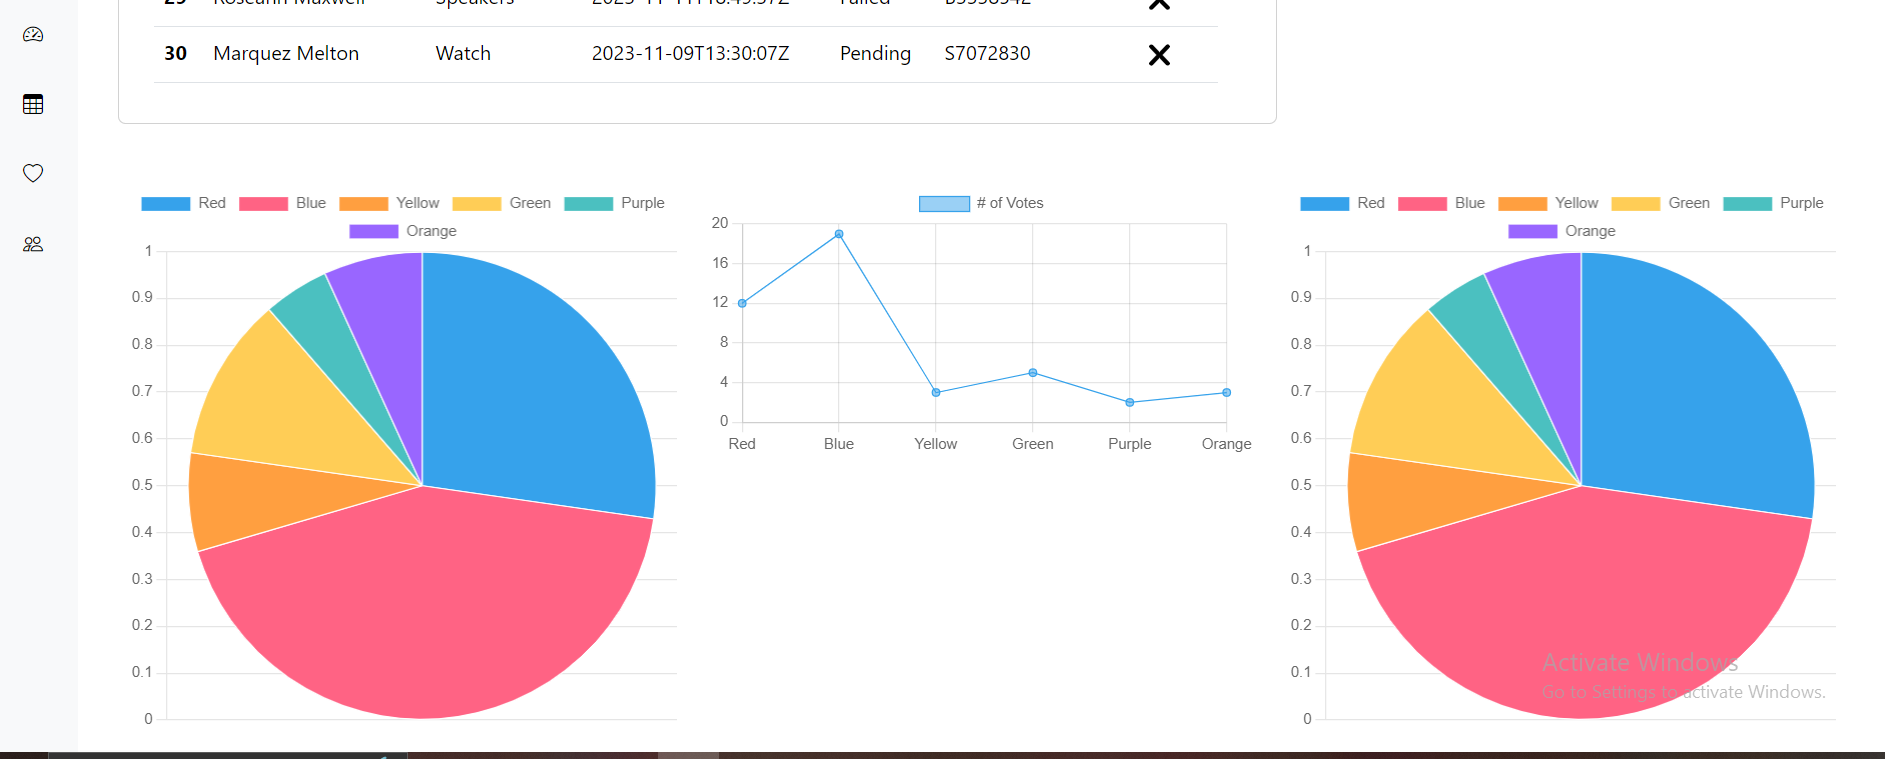 29 Roseann Maxwell Speakers 2023-11-11T18:49:37Z Failed B5538942
30 Marquez Melton Watch 2023-11-09T13:30:07Z Pending S7072830
Red Blue Yellow Green Purple
Orange
1
0.9
0.8
0.7
0.6
0.5
0.4
0.3
0.2
0.1
0
# of Votes
20
16
12
8
4
0
Red Blue Yellow Green Purple Orange
Red Blue Yellow Green Purple
Orange
1
0.9
0.8
0.7
0.6
0.5
0.4
0.3
0.2
0.1
0
Activate Windows
Go to Settings to activate Windows.